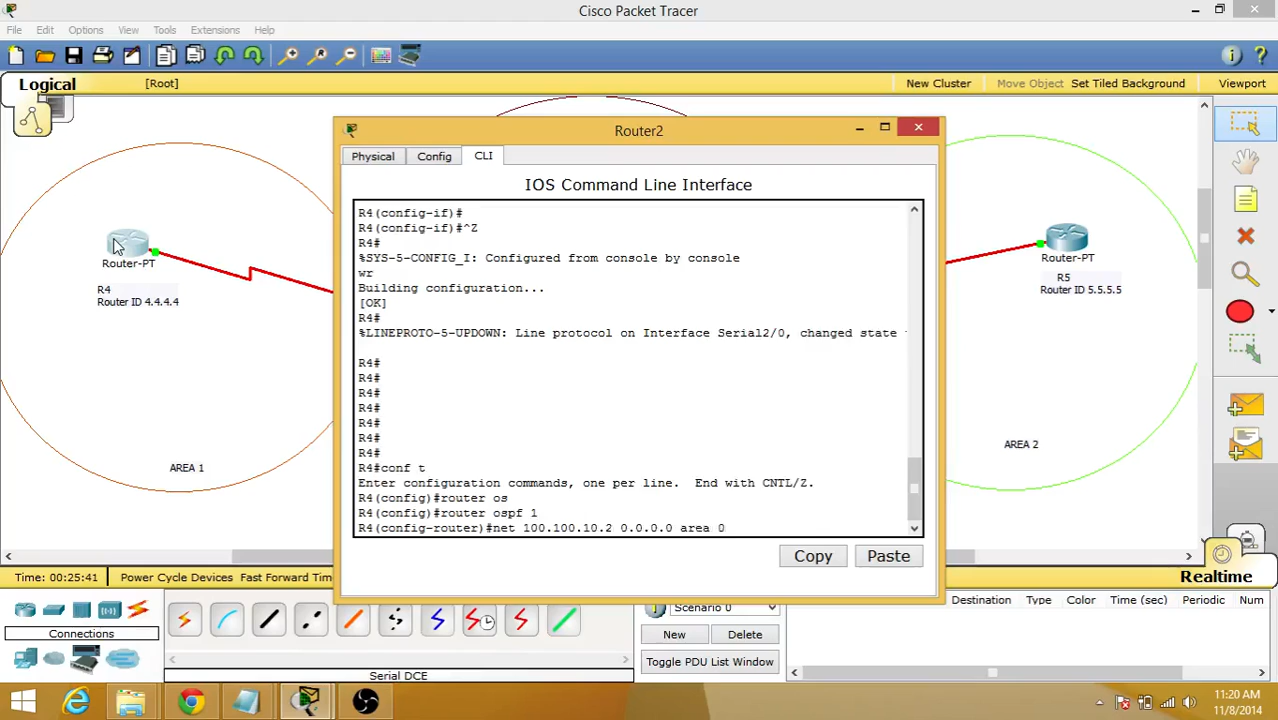 Cisco Packet Tracer
File Edit Options View Tools Extensions Help
Logical [Root] New Cluster Move Object Set Tiled Background Viewport
Router2
Physical Config CLI
IOS Command Line Interface
R4(config-if)#
R4(config-if)#^Z
R4#
%SYS-5-CONFIG_I: Configured from console by console
wr
Building configuration...
[OK]
R4#
%LINEPROTO-5-UPDOWN: Line protocol on Interface Serial2/0, changed state
R4#
R4#
R4#
R4#
R4#
R4#
R4#
R4#conf t
Enter configuration commands, one per line. End with CNTL/Z.
R4(config)#router os
R4(config)#router ospf 1
R4(config-router)#net 100.100.10.2 0.0.0.0 area 0
Copy Paste
Router-PT
R4
Router ID 4.4.4.4
AREA 1
Router-PT
R5
Router ID 5.5.5.5
AREA 2
Time: 00:25:41 Power Cycle Devices Fast Forward Tim
Realtime
Connections
Serial DCE
Scenario 0
New Delete
Toggle PDU List Window
Destination Type Color Time (sec) Periodic Num
11:20 AM
11/8/2014